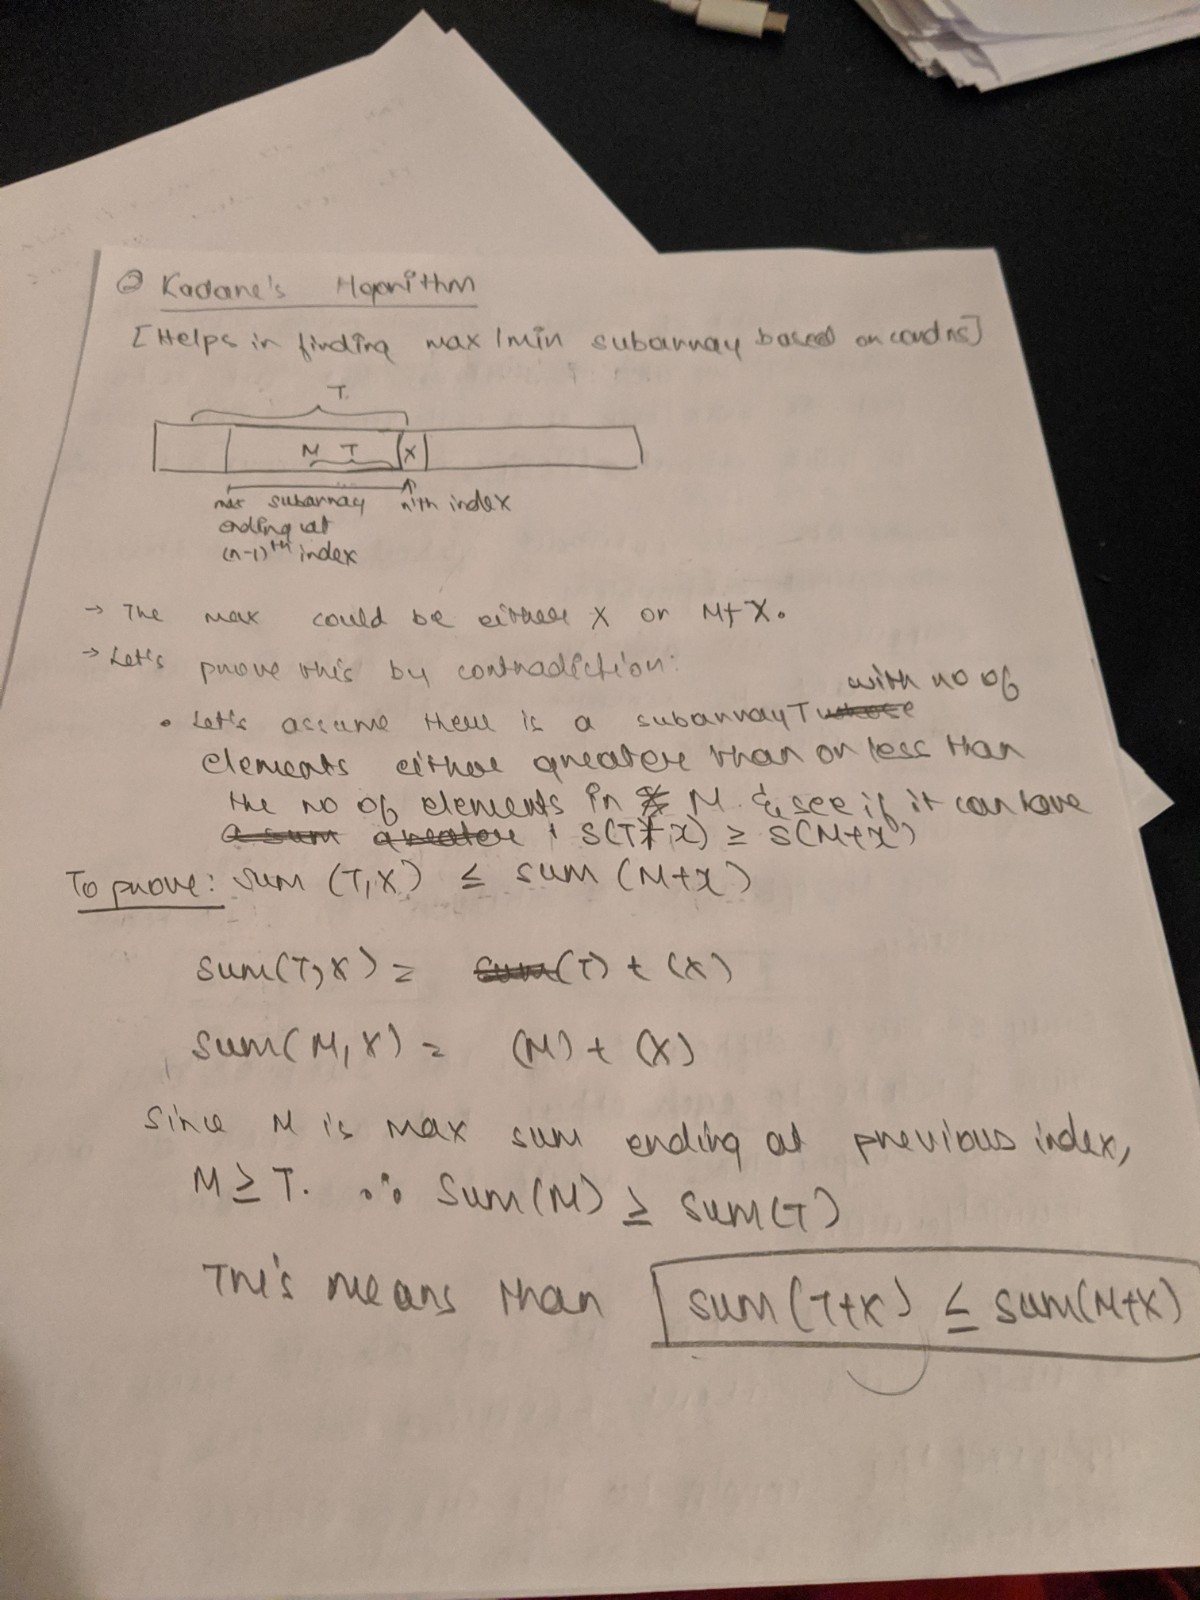 ② Kadane's Algorithm
[Helps in finding max/min subarray based on condns]
T.
M T X
max subarray
ending at
(n-1)th index
nth index
→ The max could be either X or M+X.
→ Let's prove this by contradiction:
with no of
• Let's assume there is a subarray T whose
elements either greater than or less than
the no of elements in M & see if it can have
a sum greater S(T+X) ≥ S(M+X)
To prove: sum (T,X) ≤ sum (M+X)
sum(T,X) = sum(T) + (X)
sum(M,X) = (M) + (X)
Since M is max sum ending at previous index,
M ≥ T. ∴ sum(M) ≥ sum(T)
This means than sum(T+X) ≤ sum(M+X)